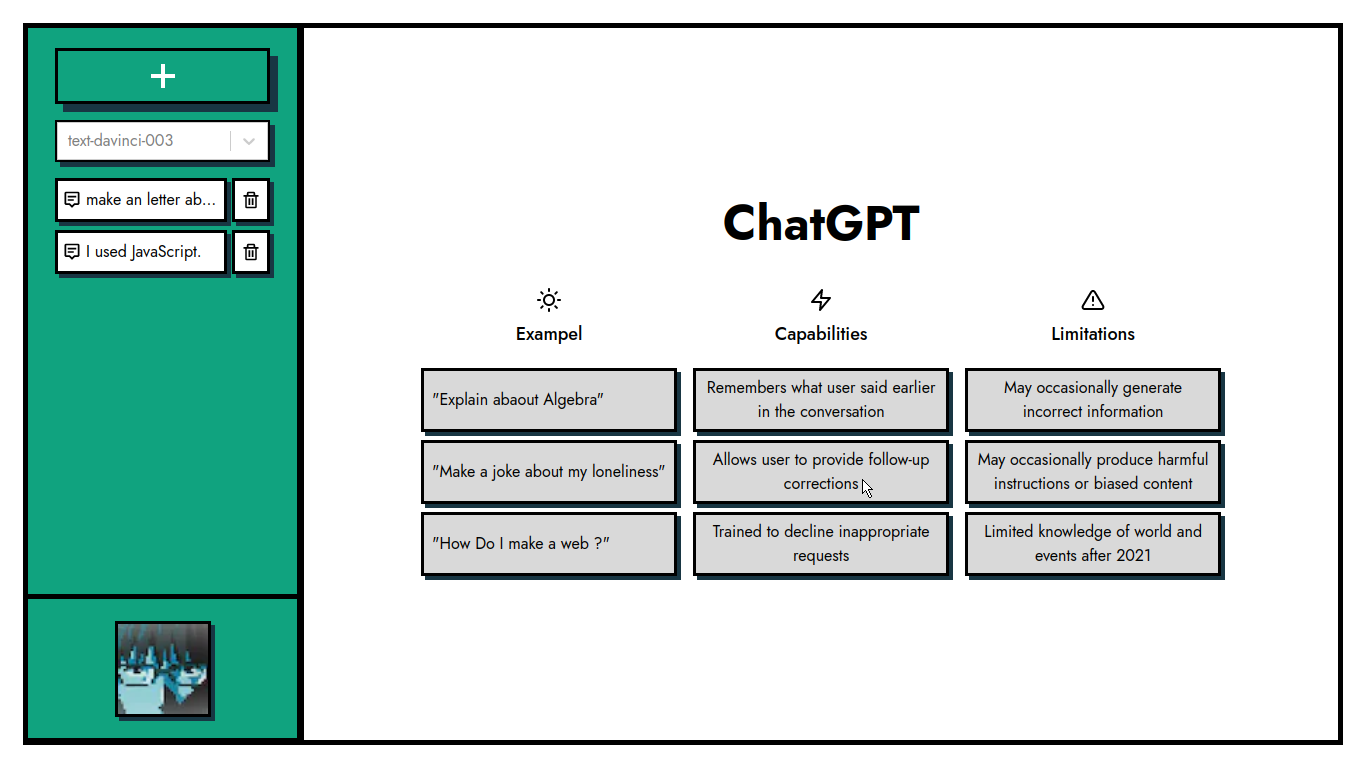 text-davinci-003
make an letter ab...
I used JavaScript.
ChatGPT
Exampel
Capabilities
Limitations
"Explain abaout Algebra"
Remembers what user said earlier
in the conversation
May occasionally generate
incorrect information
"Make a joke about my loneliness"
Allows user to provide follow-up
corrections
May occasionally produce harmful
instructions or biased content
"How Do I make a web ?"
Trained to decline inappropriate
requests
Limited knowledge of world and
events after 2021